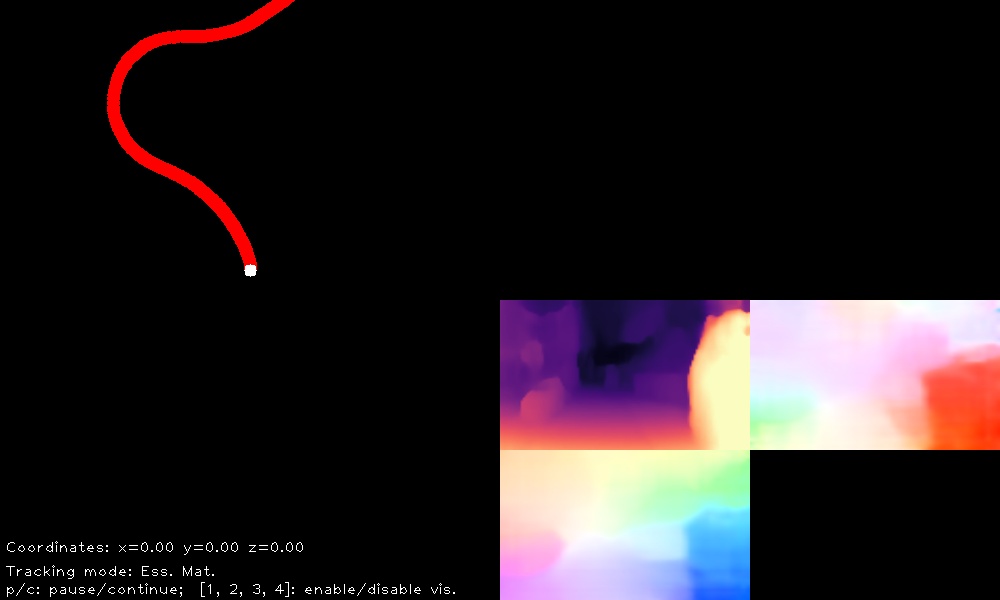 Coordinates: x=0.00 y=0.00 z=0.00
Tracking mode: Ess. Mat.
p/c: pause/continue;  [1, 2, 3, 4]: enable/disable vis.